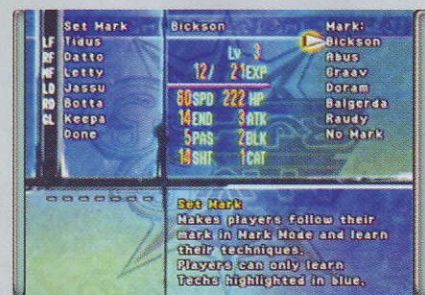 Set Mark
LF Tidus
RF Datto
MF Letty
LD Jassu
RD Botta
GL Keepa
Done
Bickson
Lv 3
12/ 21EXP
60SPD 222 HP
14END 3ATK
5PAS 2BLK
14SHT 1CAT
Mark:
Bickson
Abus
Graav
Doram
Balgerda
Raudy
No Mark
Set Mark
Makes players follow their
mark in Mark Mode and learn
their techniques.
Players can only learn
Techs highlighted in blue.